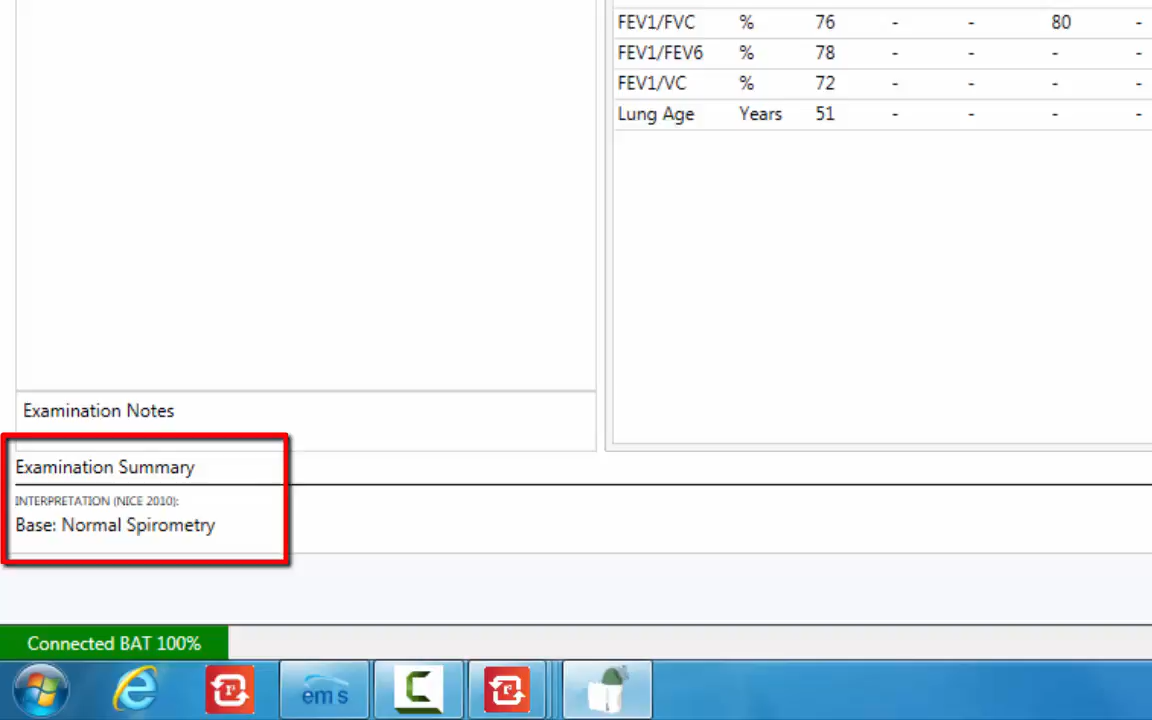 FEV1/FVC % 76 - - 80 -
FEV1/FEV6 % 78 - - - -
FEV1/VC % 72 - - - -
Lung Age Years 51 - - - -
Examination Notes
Examination Summary
INTERPRETATION (NICE 2010):
Base: Normal Spirometry
Connected BAT 100%
r ems C r